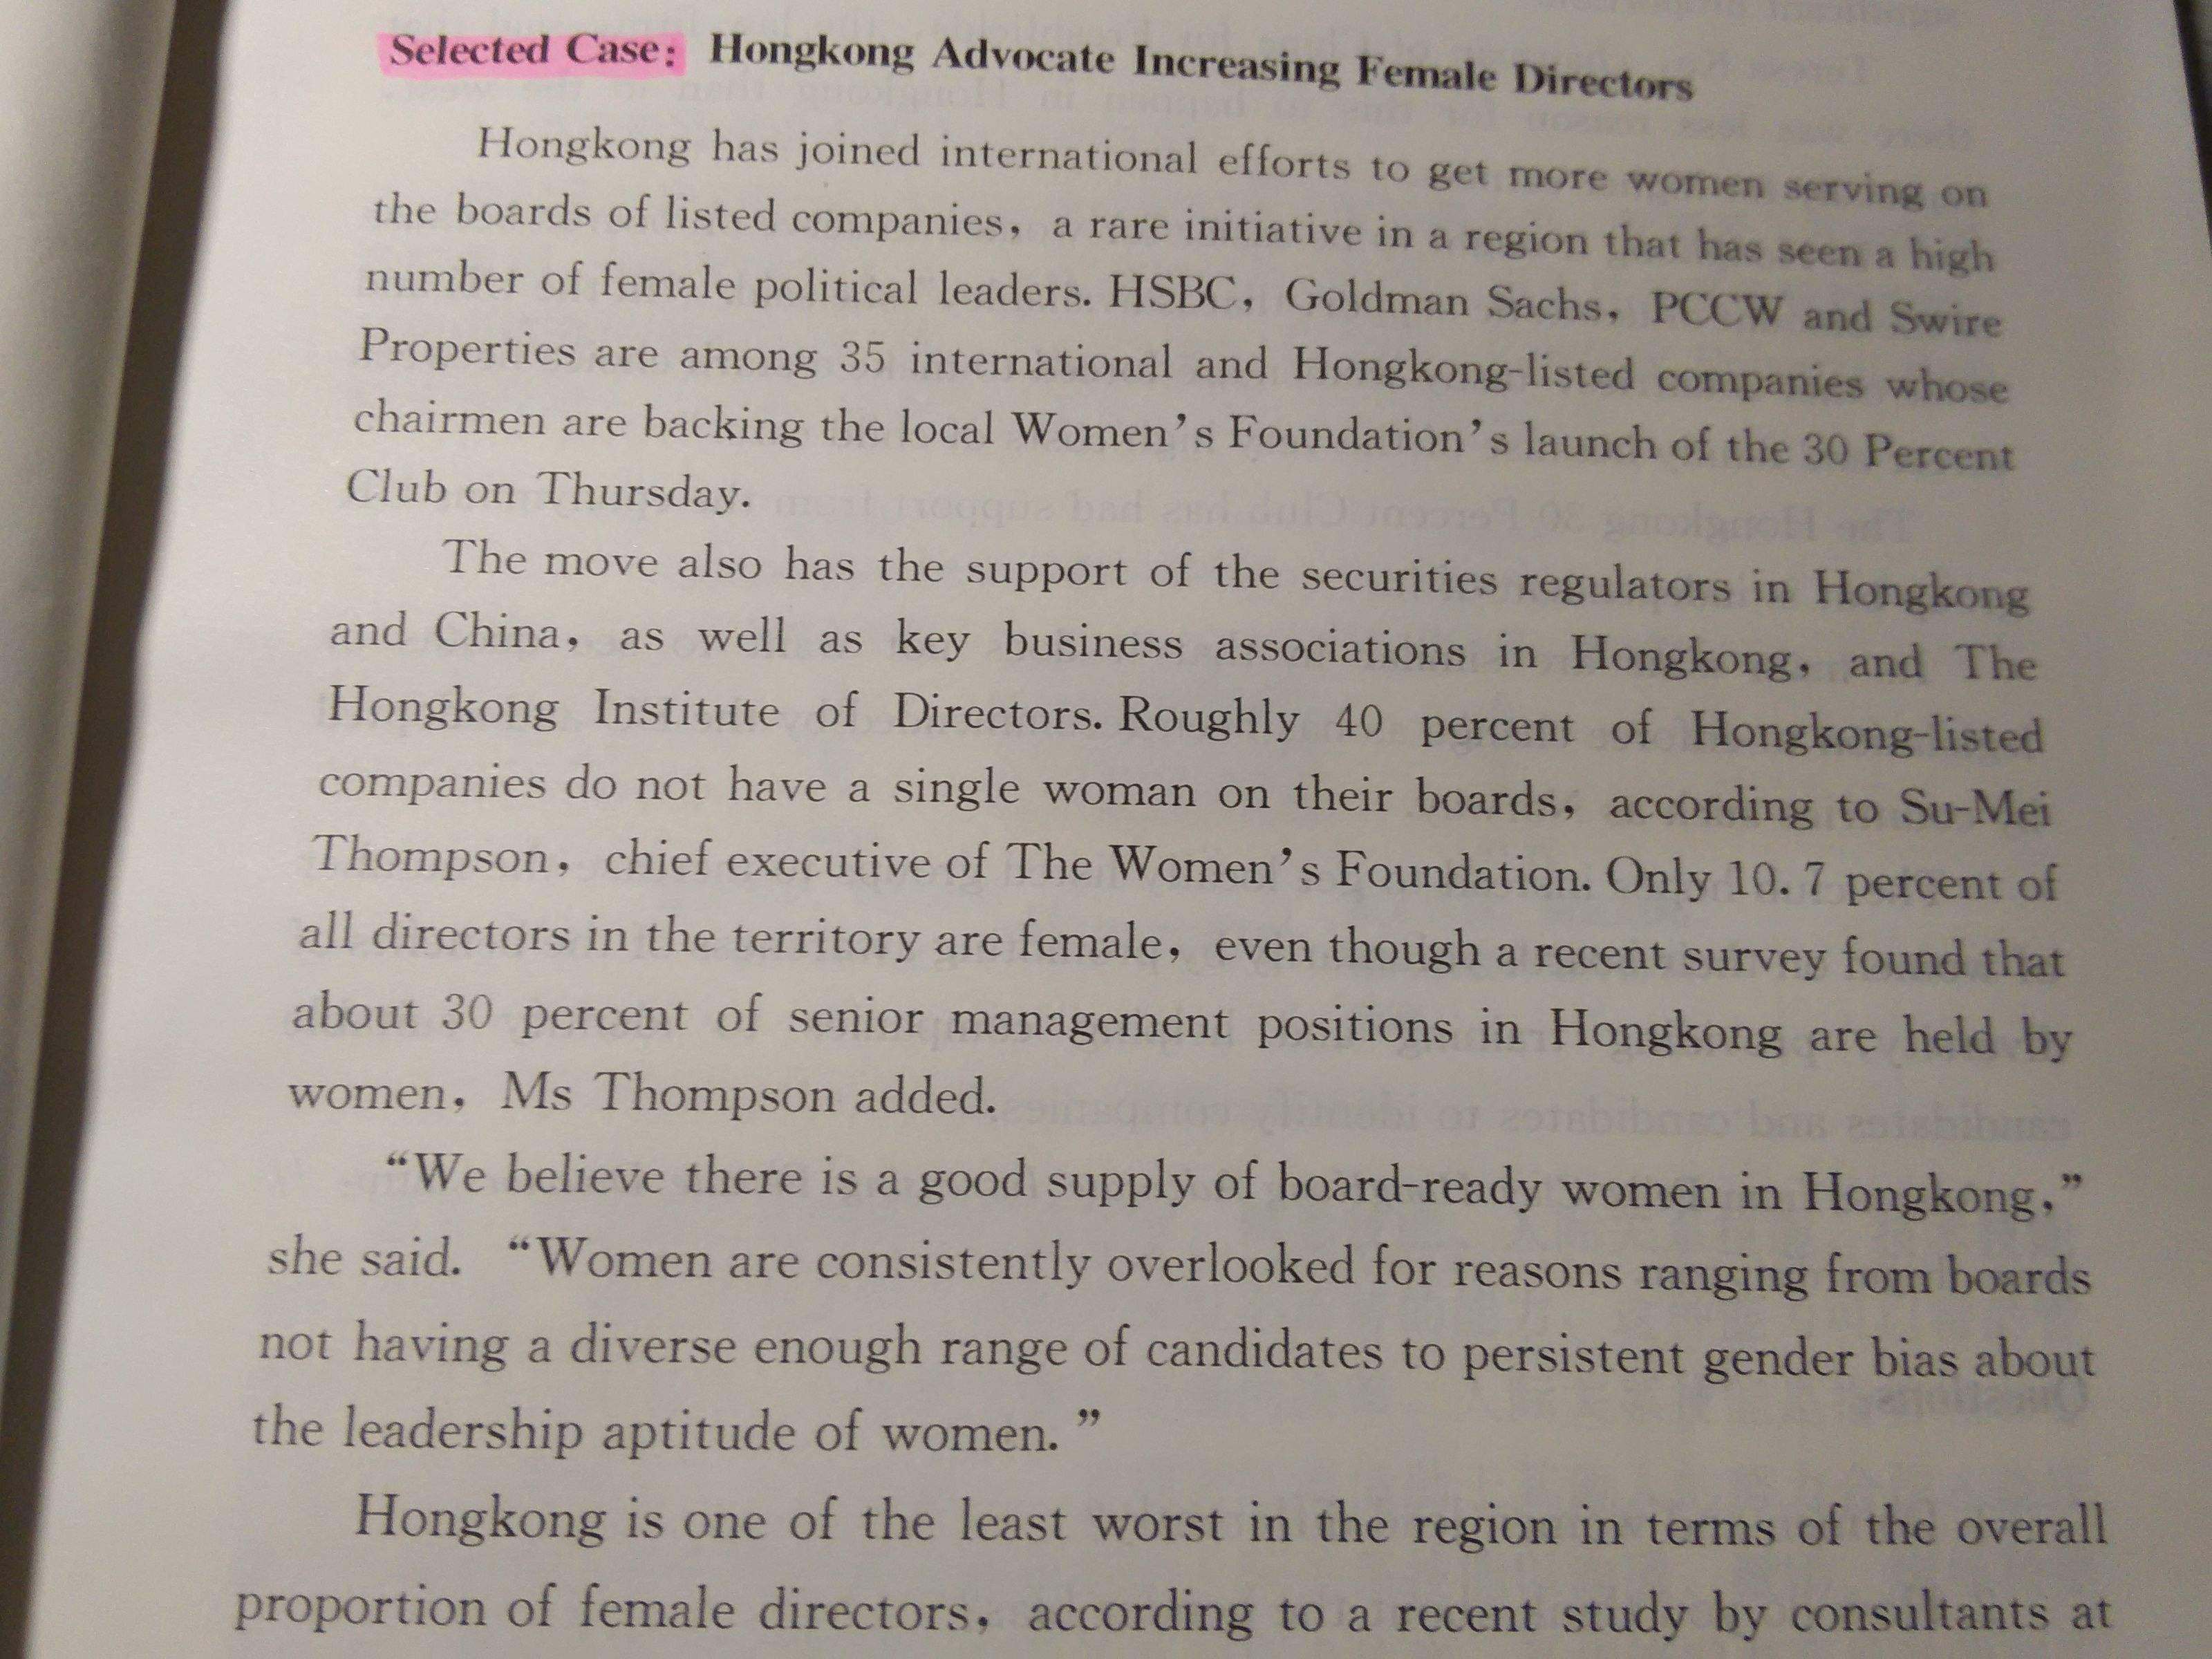 Selected Case: Hongkong Advocate Increasing Female Directors
Hongkong has joined international efforts to get more women serving on
the boards of listed companies, a rare initiative in a region that has seen a high
number of female political leaders. HSBC, Goldman Sachs, PCCW and Swire
Properties are among 35 international and Hongkong-listed companies whose
chairmen are backing the local Women's Foundation's launch of the 30 Percent
Club on Thursday.
The move also has the support of the securities regulators in Hongkong
and China, as well as key business associations in Hongkong, and The
Hongkong Institute of Directors. Roughly 40 percent of Hongkong-listed
companies do not have a single woman on their boards, according to Su-Mei
Thompson, chief executive of The Women's Foundation. Only 10.7 percent of
all directors in the territory are female, even though a recent survey found that
about 30 percent of senior management positions in Hongkong are held by
women, Ms Thompson added.
“We believe there is a good supply of board-ready women in Hongkong,”
she said. “Women are consistently overlooked for reasons ranging from boards
not having a diverse enough range of candidates to persistent gender bias about
the leadership aptitude of women.”
Hongkong is one of the least worst in the region in terms of the overall
proportion of female directors, according to a recent study by consultants at